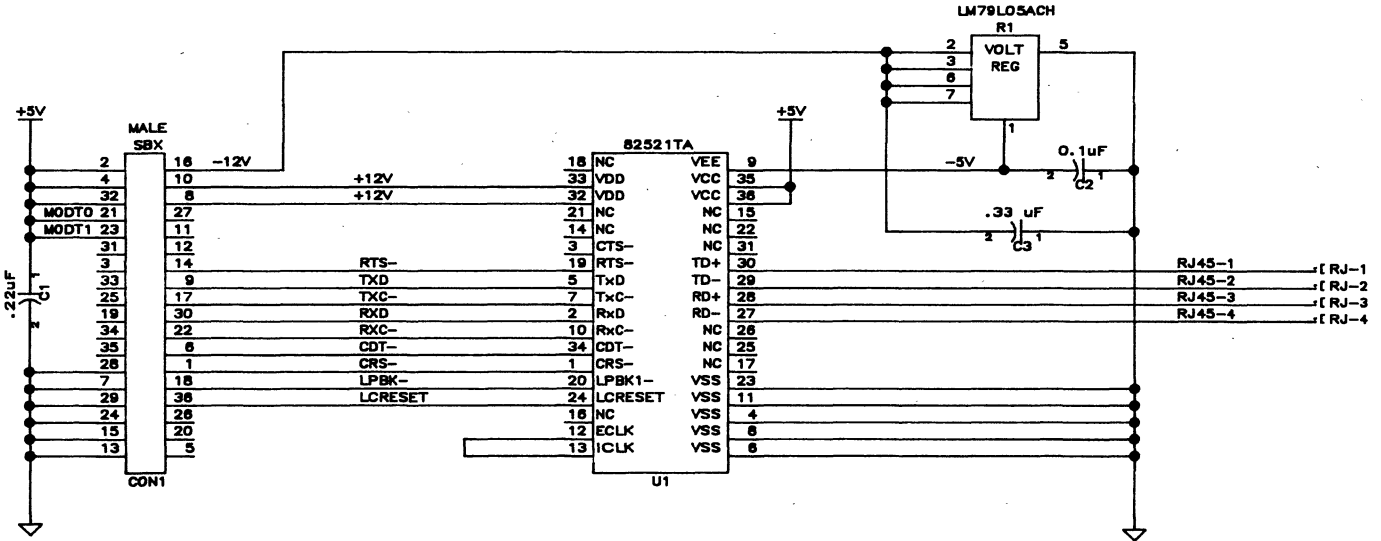 LM79L05ACH
R1
2 VOLT 5
3 REG
6
7
1
+5V
MALE
SBX
+5V
82521TA
0.1uF
2 C2 1
.33 uF
2 C3 1
.22uF
1 C1 2
2 16 -12V
4 10 +12V
32 8 +12V
MODT0 21 27
MODT1 23 11
31 12
3 14 RTS-
33 9 TXD
25 17 TXC-
19 30 RXD
34 22 RXC-
35 6 CDT-
28 1 CRS-
7 18 LPBK-
29 36 LCRESET
24 26
15 20
13 5
CON1
18 NC VEE 9 -5V
33 VDD VCC 35
32 VDD VCC 36
21 NC NC 15
14 NC NC 22
3 CTS- NC 31
19 RTS- TD+ 30 RJ45-1 RJ-1
5 TxD TD- 29 RJ45-2 RJ-2
7 TxC- RD+ 28 RJ45-3 RJ-3
2 RxD RD- 27 RJ45-4 RJ-4
10 RxC- NC 26
34 CDT- NC 25
1 CRS- NC 17
20 LPBK1- VSS 23
24 LCRESET VSS 11
16 NC VSS 4
12 ECLK VSS 8
13 ICLK VSS 6
U1